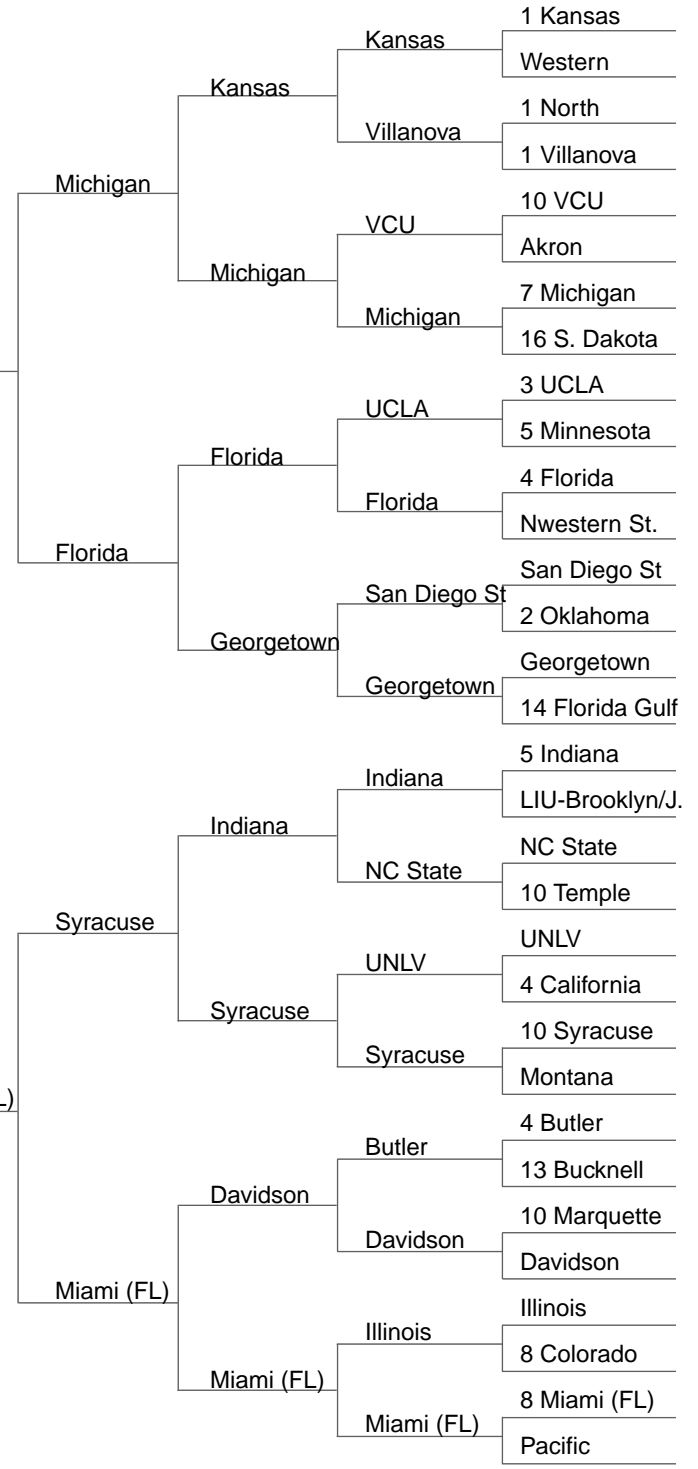 1 Kansas
Kansas
Western
Kansas
1 North
Villanova
1 Villanova
Michigan
10 VCU
VCU
Akron
Michigan
7 Michigan
Michigan
16 S. Dakota
3 UCLA
UCLA
5 Minnesota
Florida
4 Florida
Florida
Nwestern St.
Florida
San Diego St
San Diego St
2 Oklahoma
Georgetown
Georgetown
Georgetown
14 Florida Gulf
5 Indiana
Indiana
LIU-Brooklyn/J.
Indiana
NC State
NC State
10 Temple
Syracuse
UNLV
UNLV
4 California
Syracuse
10 Syracuse
Syracuse
Montana
L)
4 Butler
Butler
13 Bucknell
Davidson
10 Marquette
Davidson
Davidson
Miami (FL)
Illinois
Illinois
8 Colorado
Miami (FL)
8 Miami (FL)
Miami (FL)
Pacific